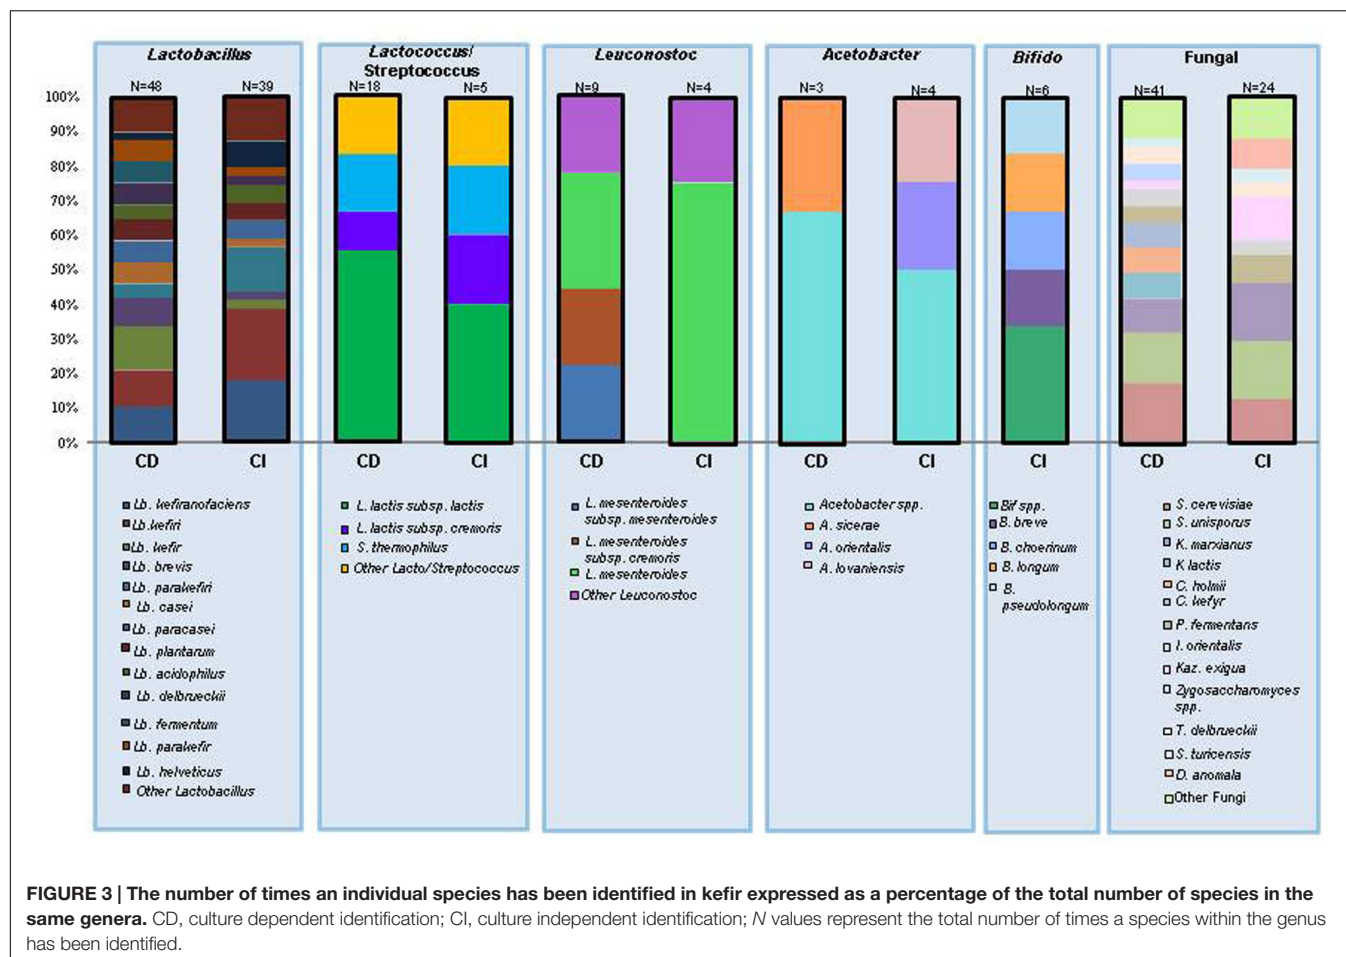 Lactobacillus
Lactococcus/
Streptococcus
Leuconostoc
Acetobacter
Bifido
Fungal
N=48
N=39
N=18
N=5
N=9
N=4
N=3
N=4
N=6
N=41
N=24
100%
90%
80%
70%
60%
50%
40%
30%
20%
10%
0%
CD
CI
CD
CI
CD
CI
CD
CI
CI
CD
CI
Lb. kefiranofaciens
Lb.kefiri
Lb. kefir
Lb. brevis
Lb. parakefiri
Lb. casei
Lb. paracasei
Lb. plantarum
Lb. acidophilus
Lb. delbrueckii
Lb. fermentum
Lb. parakefir
Lb. helveticus
Other Lactobacillus
L. lactis subsp. lactis
L. lactis subsp. cremoris
S. thermophilus
Other Lacto/Streptococcus
L. mesenteroides
subsp. mesenteroides
L. mesenteroides
subsp. cremoris
L. mesenteroides
Other Leuconostoc
Acetobacter spp.
A. sicerae
A. orientalis
A. lovaniensis
Bif spp.
B. breve
B. choerinum
B. longum
B.
pseudolongum
S. cerevisiae
S. unisporus
K. marxianus
K lactis
C. holmii
C. kefyr
P. fermentans
I. orientalis
Kaz. exigua
Zygosaccharomyces
spp.
T. delbrueckii
S. turicensis
D. anomala
Other Fungi
FIGURE 3 | The number of times an individual species has been identified in kefir expressed as a percentage of the total number of species in the
same genera. CD, culture dependent identification; CI, culture independent identification; N values represent the total number of times a species within the genus
has been identified.